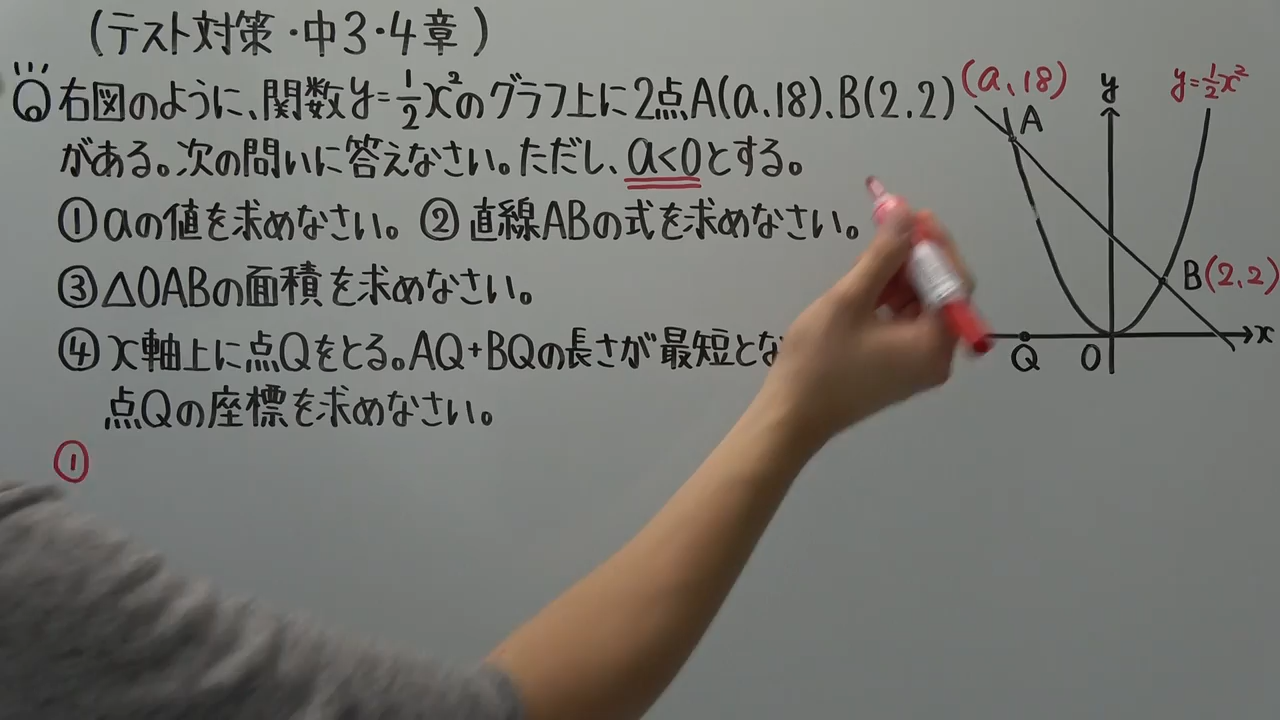 (テスト対策・中3・4章)
Q 右図のように、関数y=1/2x²のグラフ上に2点A(a,18)、B(2,2)
がある。次の問いに答えなさい。ただし、a<0とする。
①aの値を求めなさい。 ②直線ABの式を求めなさい。
③△OABの面積を求めなさい。
④x軸上に点Qをとる。AQ+BQの長さが最短とな
点Qの座標を求めなさい。
①
(a,18)
y
y=1/2x²
A
B(2,2)
Q
O
x